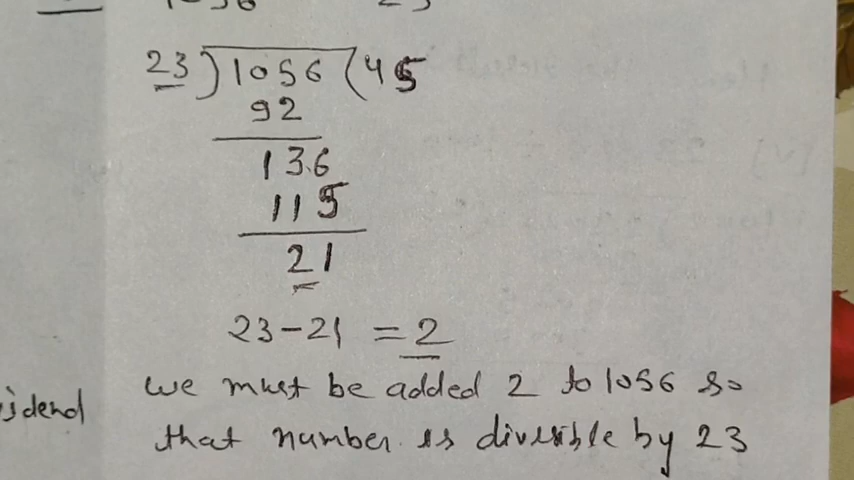 23 ) 1056 ( 45
92
136
115
21
23-21 = 2
we must be added 2 to 1056 so
idend
that number is divisible by 23